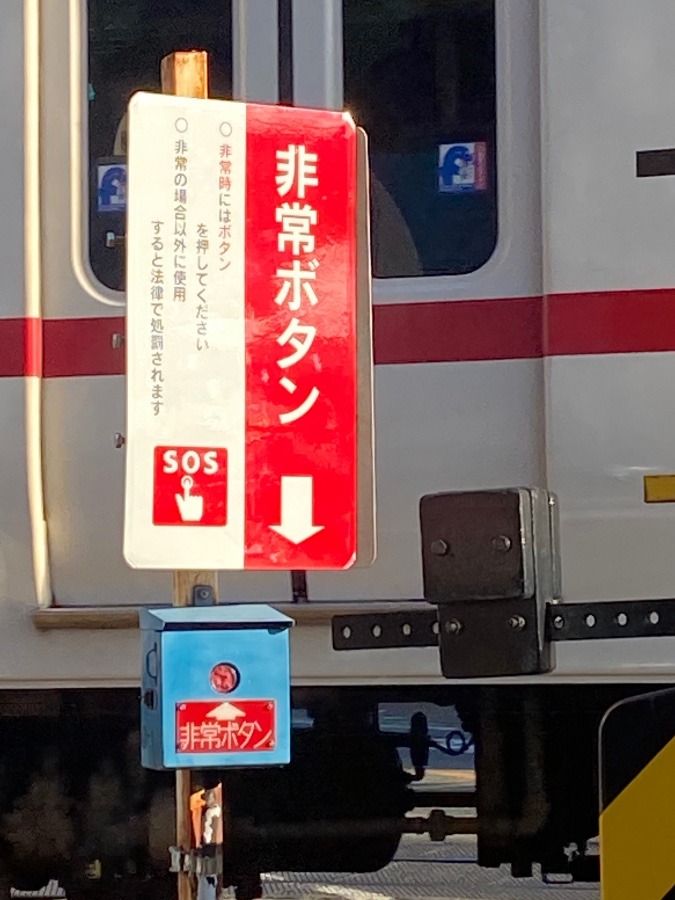 非常ボタン
○ 非常時にはボタン
を押してください
○ 非常の場合以外に使用
すると法律で処罰されます
SOS
非常ボタン